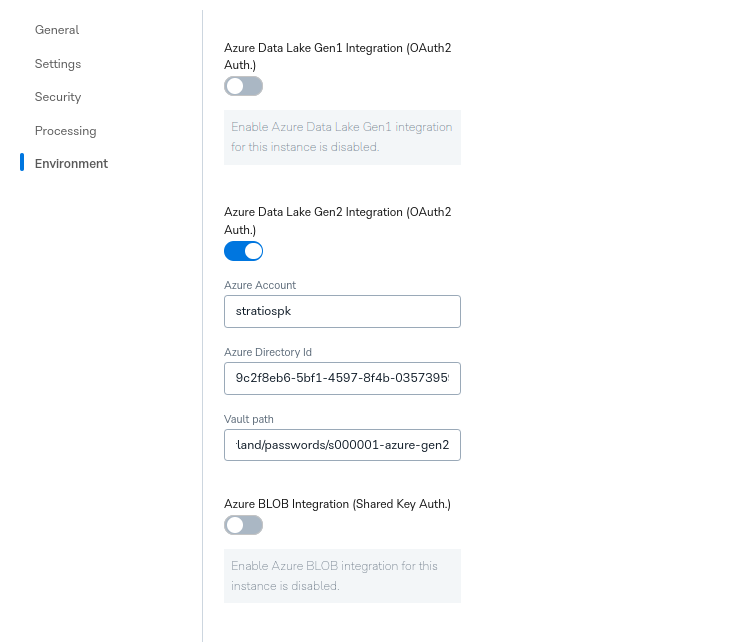 General
Settings
Security
Processing
Environment
Azure Data Lake Gen1 Integration (OAuth2
Auth.)
Enable Azure Data Lake Gen1 integration
for this instance is disabled.
Azure Data Lake Gen2 Integration (OAuth2
Auth.)
Azure Account
stratiospk
Azure Directory Id
9c2f8eb6-5bf1-4597-8f4b-0357395
Vault path
land/passwords/s000001-azure-gen2
Azure BLOB Integration (Shared Key Auth.)
Enable Azure BLOB integration for this
instance is disabled.